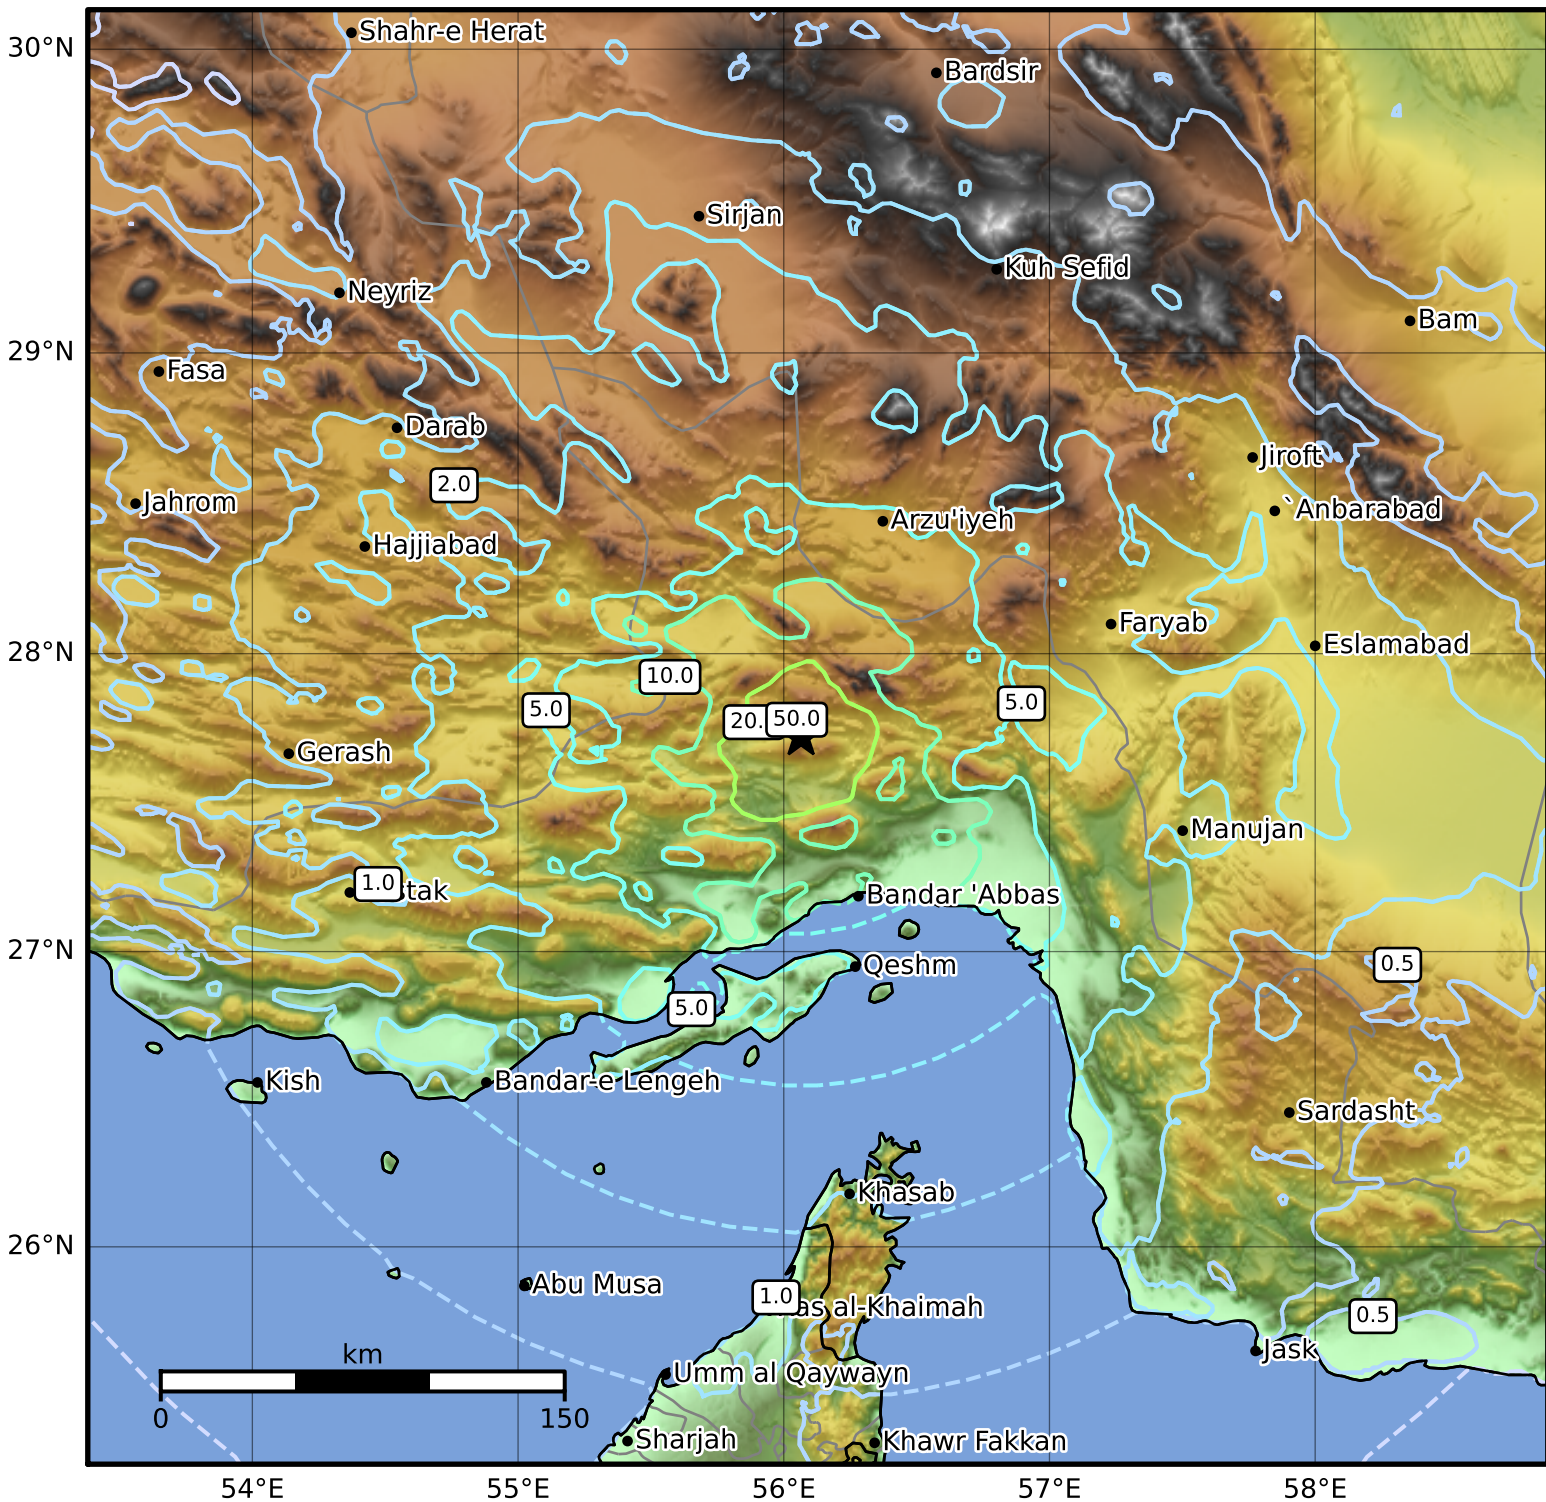 30°N
Shahr-e Herat
Bardsir
Sirjan
Kuh Sefid
Neyriz
Bam
29°N
Fasa
Darab
Jiroft
2.0
Jahrom
`Anbarabad
Arzu'iyeh
Hajjiabad
Faryab
28°N
Eslamabad
10.0
5.0
5.0
20.
50.0
Gerash
Manujan
1.0
stak
Bandar 'Abbas
27°N
Qeshm
0.5
5.0
Kish
Bandar-e Lengeh
Sardasht
Khasab
26°N
Abu Musa
1.0
as al-Khaimah
0.5
Jask
km
Umm al Qaywayn
0
150
Sharjah
Khawr Fakkan
54°E
55°E
56°E
57°E
58°E